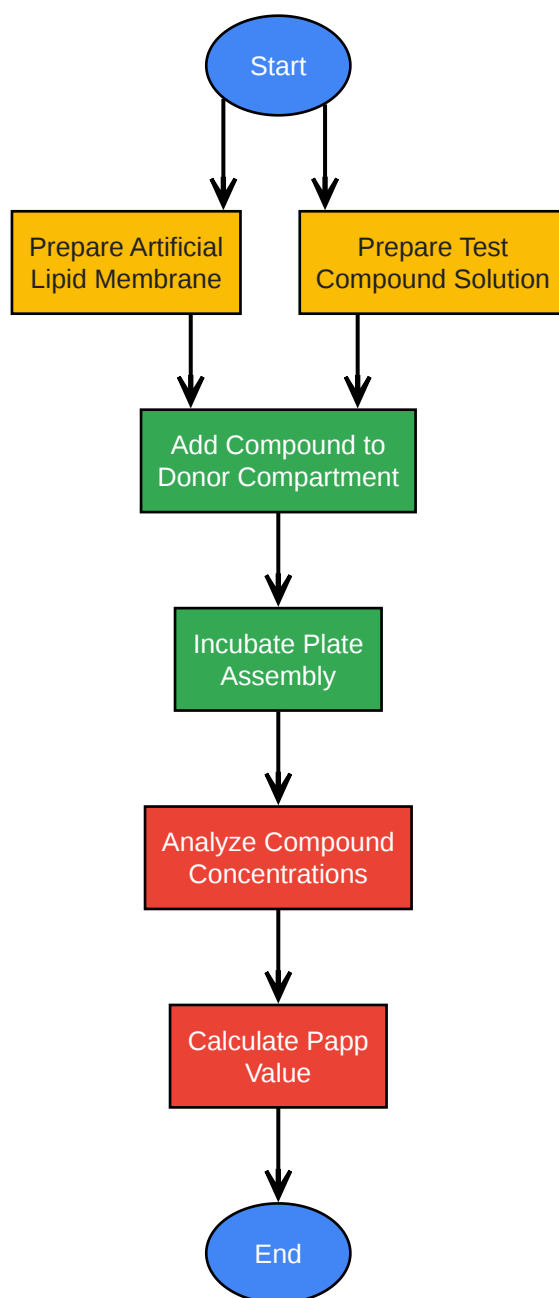 Start
Prepare Artificial
Lipid Membrane
Prepare Test
Compound Solution
Add Compound to
Donor Compartment
Incubate Plate
Assembly
Analyze Compound
Concentrations
Calculate Papp
Value
End